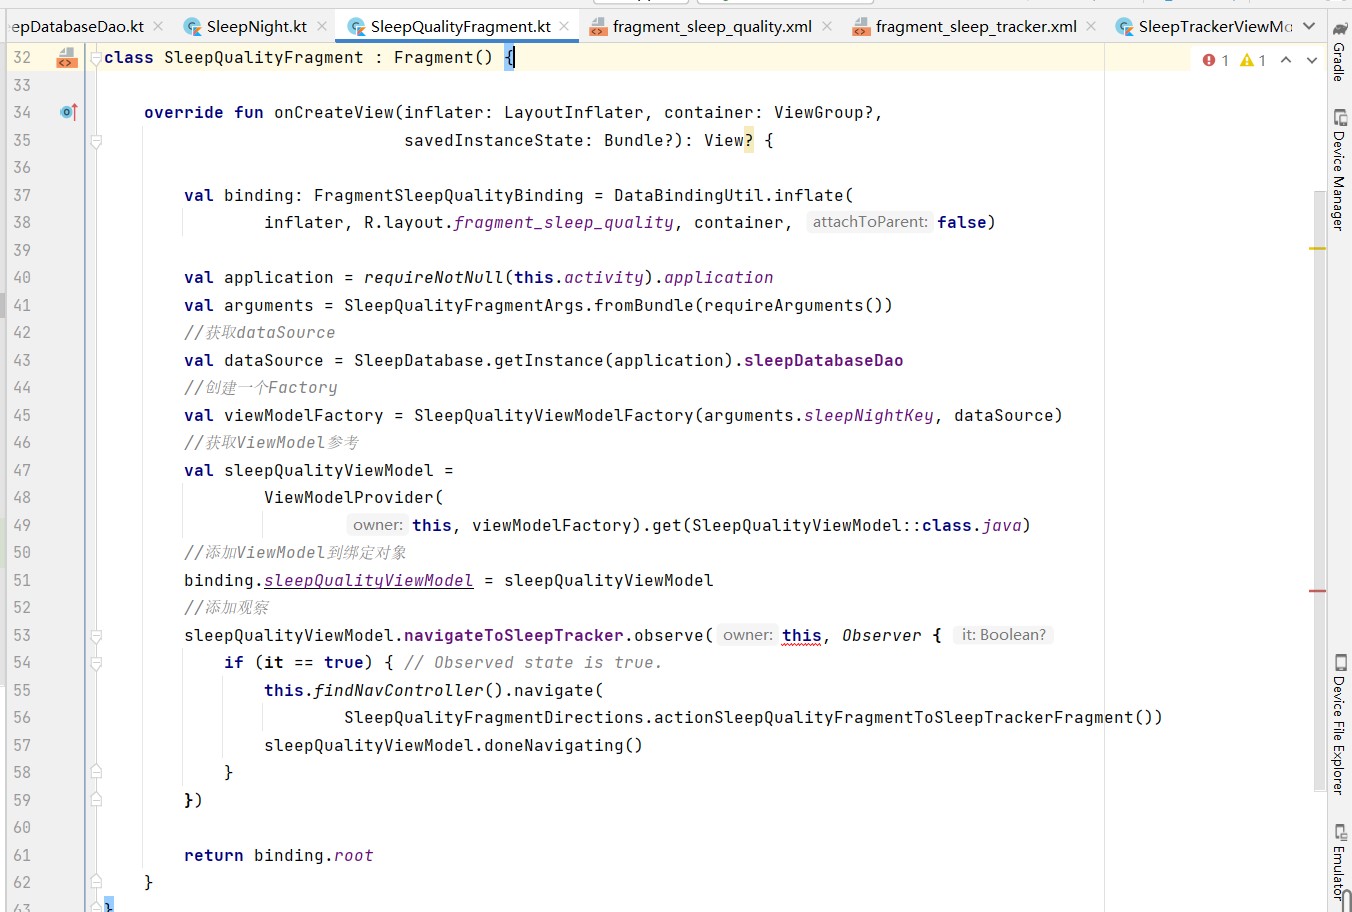 epDatabaseDao.kt SleepNight.kt SleepQualityFragment.kt fragment_sleep_quality.xml fragment_sleep_tracker.xml SleepTrackerViewMo
32 class SleepQualityFragment : Fragment() {
1 1
33
34 override fun onCreateView(inflater: LayoutInflater, container: ViewGroup?,
35 savedInstanceState: Bundle?): View? {
36
37 val binding: FragmentSleepQualityBinding = DataBindingUtil.inflate(
38 inflater, R.layout.fragment_sleep_quality, container, attachToParent: false)
39
40 val application = requireNotNull(this.activity).application
41 val arguments = SleepQualityFragmentArgs.fromBundle(requireArguments())
42 //获取dataSource
43 val dataSource = SleepDatabase.getInstance(application).sleepDatabaseDao
44 //创建一个Factory
45 val viewModelFactory = SleepQualityViewModelFactory(arguments.sleepNightKey, dataSource)
46 //获取ViewModel参考
47 val sleepQualityViewModel =
48 ViewModelProvider(
49 owner: this, viewModelFactory).get(SleepQualityViewModel::class.java)
50 //添加ViewModel到绑定对象
51 binding.sleepQualityViewModel = sleepQualityViewModel
52 //添加观察
53 sleepQualityViewModel.navigateToSleepTracker.observe( owner: this, Observer { it: Boolean?
54 if (it == true) { // Observed state is true.
55 this.findNavController().navigate(
56 SleepQualityFragmentDirections.actionSleepQualityFragmentToSleepTrackerFragment())
57 sleepQualityViewModel.doneNavigating()
58 }
59 })
60
61 return binding.root
62 }
63 }
Gradle
Device Manager
Device File Explorer
Emulator